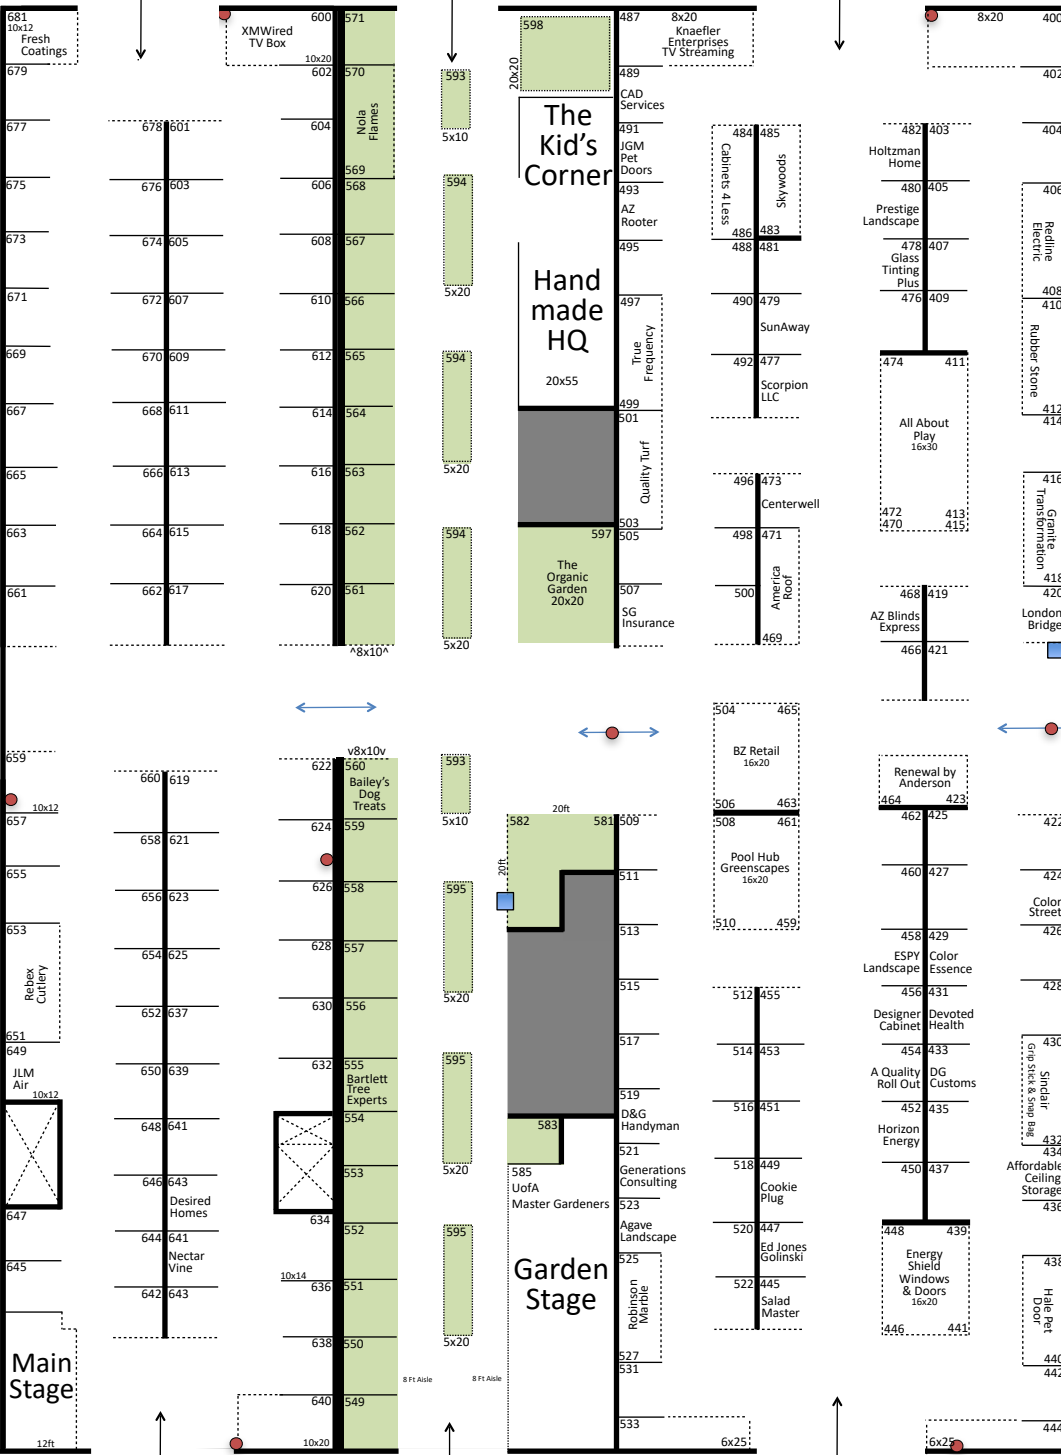 681
10x12
Fresh
Coatings
679
677
675
673
671
669
667
665
663
661
659
10x12
657
655
653
Rebex
Cutlery
651
649
JLM
Air
10x12
647
645
Main
Stage
12ft
678 601
676 603
674 605
672 607
670 609
668 611
666 613
664 615
662 617
660 619
658 621
656 623
654 625
652 637
650 639
648 641
646 643
Desired
Homes
644 641
Nectar
Vine
642 643
600
XMWired
TV Box
10x20
602
604
606
608
610
612
614
616
618
620
622
624
626
628
630
632
634
10x14
636
638
640
10x20
571
570
Nola
Flames
569
568
567
566
565
564
563
562
561
^8x10^
v8x10v
560
Bailey's
Dog
Treats
559
558
557
556
555
Bartlett
Tree
Experts
554
553
552
551
550
549
593
5x10
594
5x20
594
5x20
594
5x20
593
5x10
595
5x20
595
5x20
595
5x20
8 Ft Aisle
8 Ft Aisle
598
20x20
The
Kid's
Corner
Hand
made
HQ
20x55
597
The
Organic
Garden
20x20
20ft
582 581
20ft
583
585
UofA
Master Gardeners
Garden
Stage
487
8x20
Knaefler
Enterprises
TV Streaming
489
CAD
Services
491
JGM
Pet
Doors
493
AZ
Rooter
495
497
True
Frequency
499
501
Quality Turf
503
505
507
SG
Insurance
509
511
513
515
517
519
D&G
Handyman
521
Generations
Consulting
523
Agave
Landscape
525
Robinson
Marble
527
531
533
6x25
484 485
Cabinets 4 Less
Skywoods
486 483
488 481
490 479
SunAway
492 477
Scorpion
LLC
496 473
Centerwell
498 471
500
America
Roof
469
504 465
BZ Retail
16x20
506 463
508 461
Pool Hub
Greenscapes
16x20
510 459
512 455
514 453
516 451
518 449
Cookie
Plug
520 447
Ed Jones
Golinski
522 445
Salad
Master
8x20
482 403
Holtzman
Home
480 405
Prestige
Landscape
478 407
Glass
Tinting
Plus
476 409
474 411
All About
Play
16x30
472 413
470 415
468 419
AZ Blinds
Express
466 421
Renewal by
Anderson
464 423
462 425
460 427
458 429
ESPY
Landscape
Color
Essence
456 431
Designer
Cabinet
Devoted
Health
454 433
A Quality
Roll Out
DG
Customs
452 435
Horizon
Energy
450 437
448 439
Energy
Shield
Windows
& Doors
16x20
446 441
6x25
400
402
404
406
Redline
Electric
408
410
Rubber Stone
412
414
416
Granite
Transformation
418
420
London
Bridge
422
424
Color
Street
426
428
430
Sinclair
Grip Stick & Snap Bag
432
434
Affordable
Ceiling
Storage
436
438
Hale Pet
Door
440
442
444